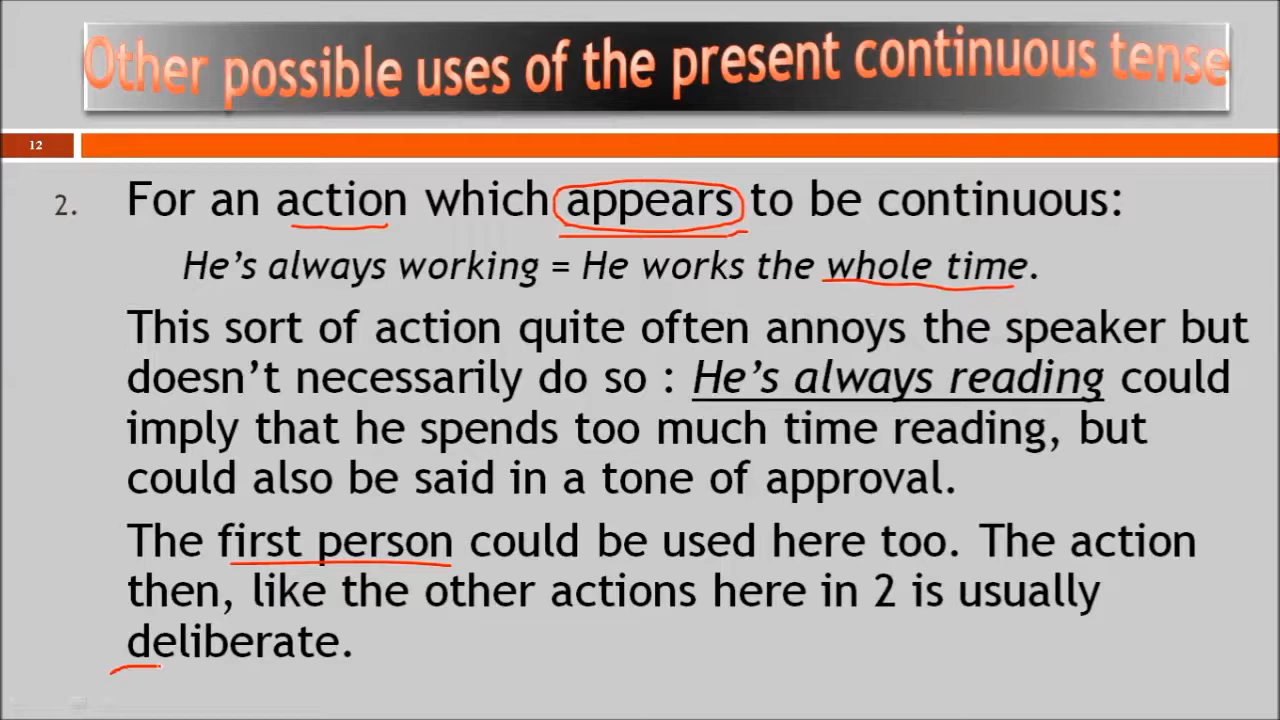 Other possible uses of the present continuous tense
12
2. For an action which appears to be continuous:
He's always working = He works the whole time.
This sort of action quite often annoys the speaker but
doesn't necessarily do so : He's always reading could
imply that he spends too much time reading, but
could also be said in a tone of approval.
The first person could be used here too. The action
then, like the other actions here in 2 is usually
deliberate.